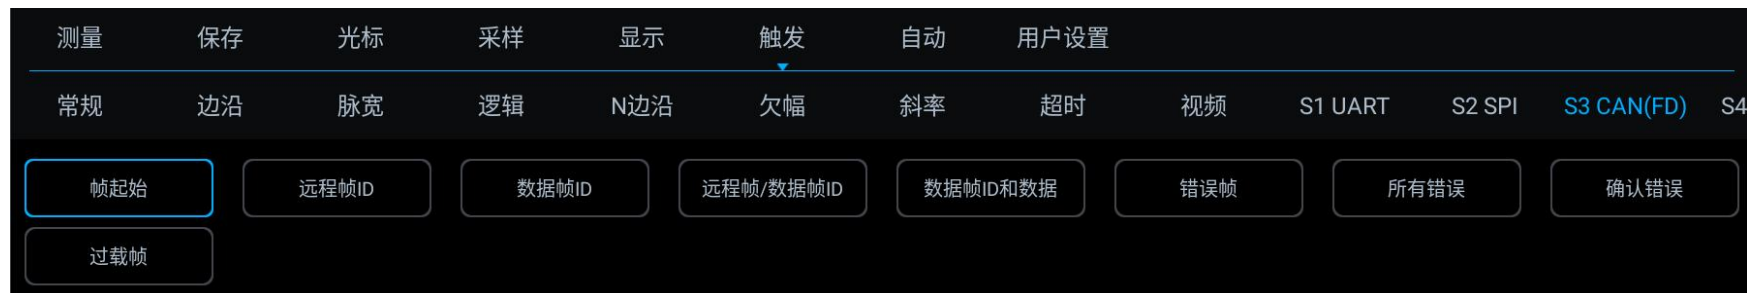 测量 保存 光标 采样 显示 触发 自动 用户设置
常规 边沿 脉宽 逻辑 N边沿 欠幅 斜率 超时 视频 S1 UART S2 SPI S3 CAN(FD) S4
帧起始 远程帧ID 数据帧ID 远程帧/数据帧ID 数据帧ID和数据 错误帧 所有错误 确认错误
过载帧